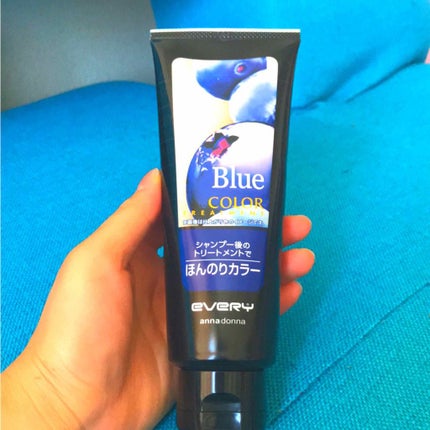 Blue
COLOR
TREATMENT
シャンプー後の
トリートメントで
ほんのりカラー
every
annadonna